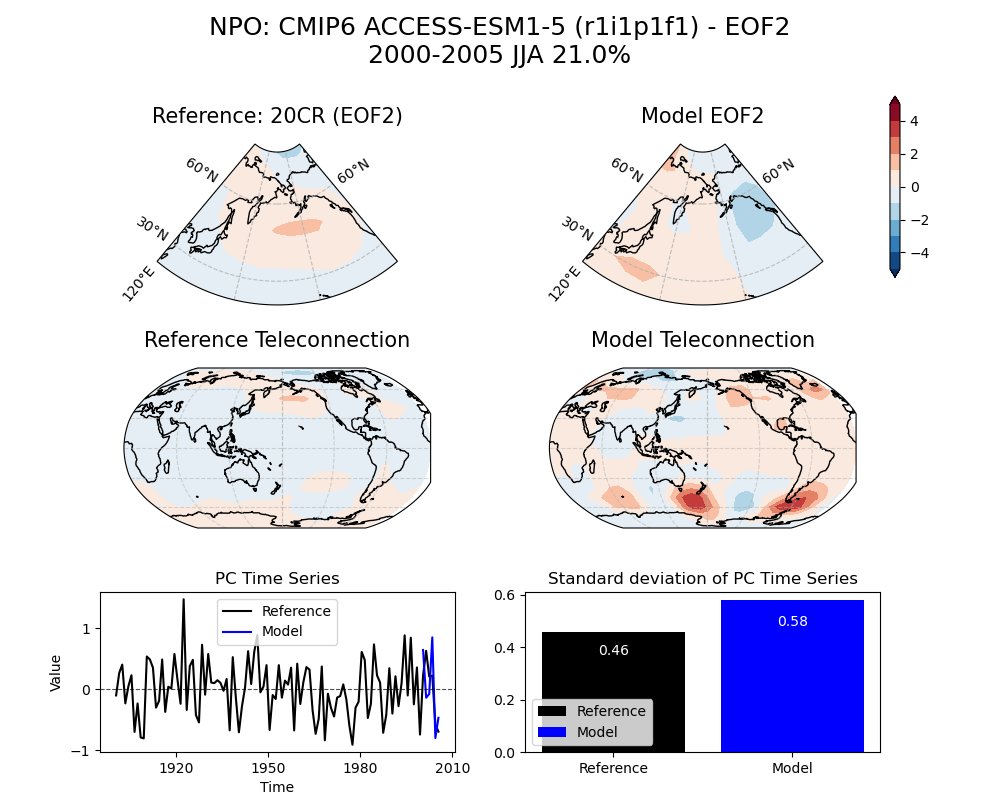 NPO: CMIP6 ACCESS-ESM1-5 (r1i1p1f1) - EOF2
2000-2005 JJA 21.0%
Reference: 20CR (EOF2)
Model EOF2
60°N
60°N
30°N
120°E
60°N
60°N
30°N
120°E
4
2
0
−2
−4
Reference Teleconnection
Model Teleconnection
PC Time Series
Standard deviation of PC Time Series
Value
1
0
−1
Reference
Model
1920
1950
1980
2010
Time
0.6
0.4
0.2
0.0
0.46
0.58
Reference
Model
Reference
Model